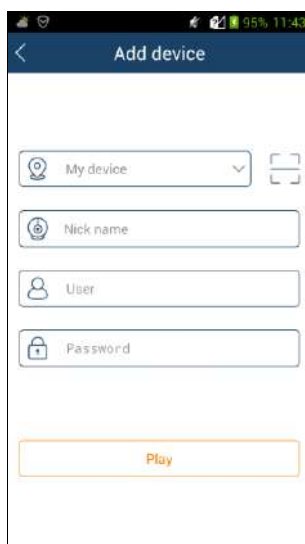 95% 11:43
Add device
My device
Nick name
User
Password
Play